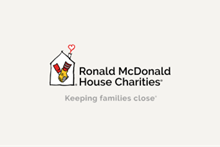 Ronald McDonald
House Charities®
Keeping families close®